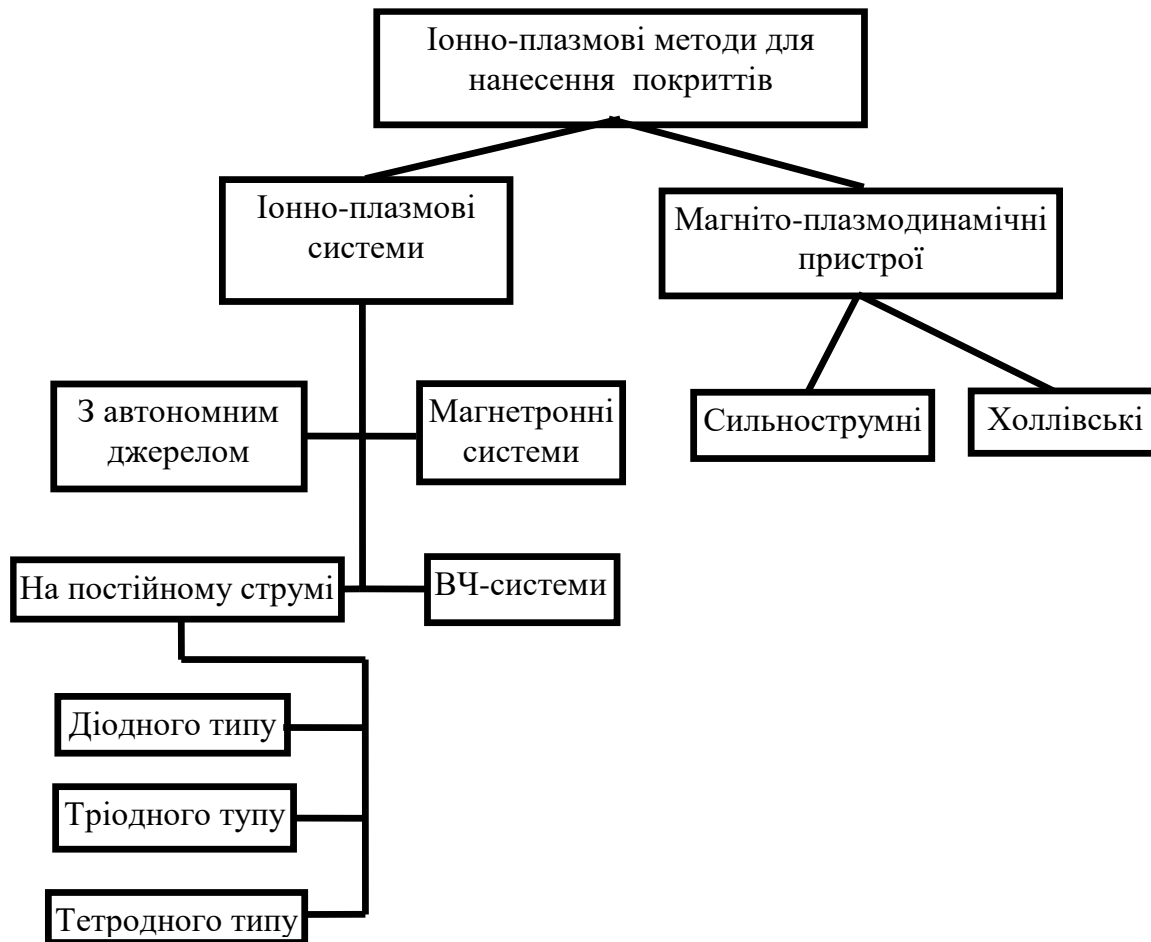 Іонно-плазмові методи для
нанесення покриттів
Іонно-плазмові
системи
Магніто-плазмодинамічні
пристрої
З автономним
джерелом
Магнетронні
системи
Сильнострумні
Холлівські
На постійному струмі
ВЧ-системи
Діодного типу
Тріодного тупу
Тетродного типу